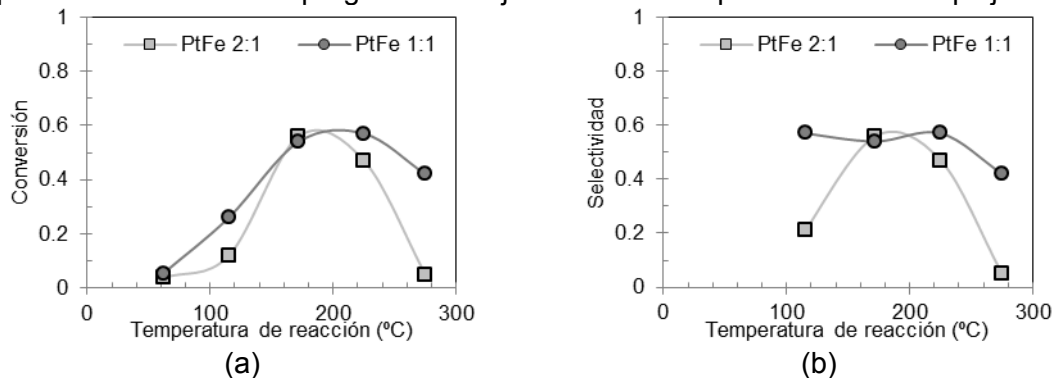 PtFe 2:1 PtFe 1:1
1
0.8
0.6
0.4
0.2
0
0 100 200 300
Conversión
Temperatura de reacción (ºC)
(a)
PtFe 2:1 PtFe 1:1
1
0.8
0.6
0.4
0.2
0
0 100 200 300
Selectividad
Temperatura de reacción (ºC)
(b)